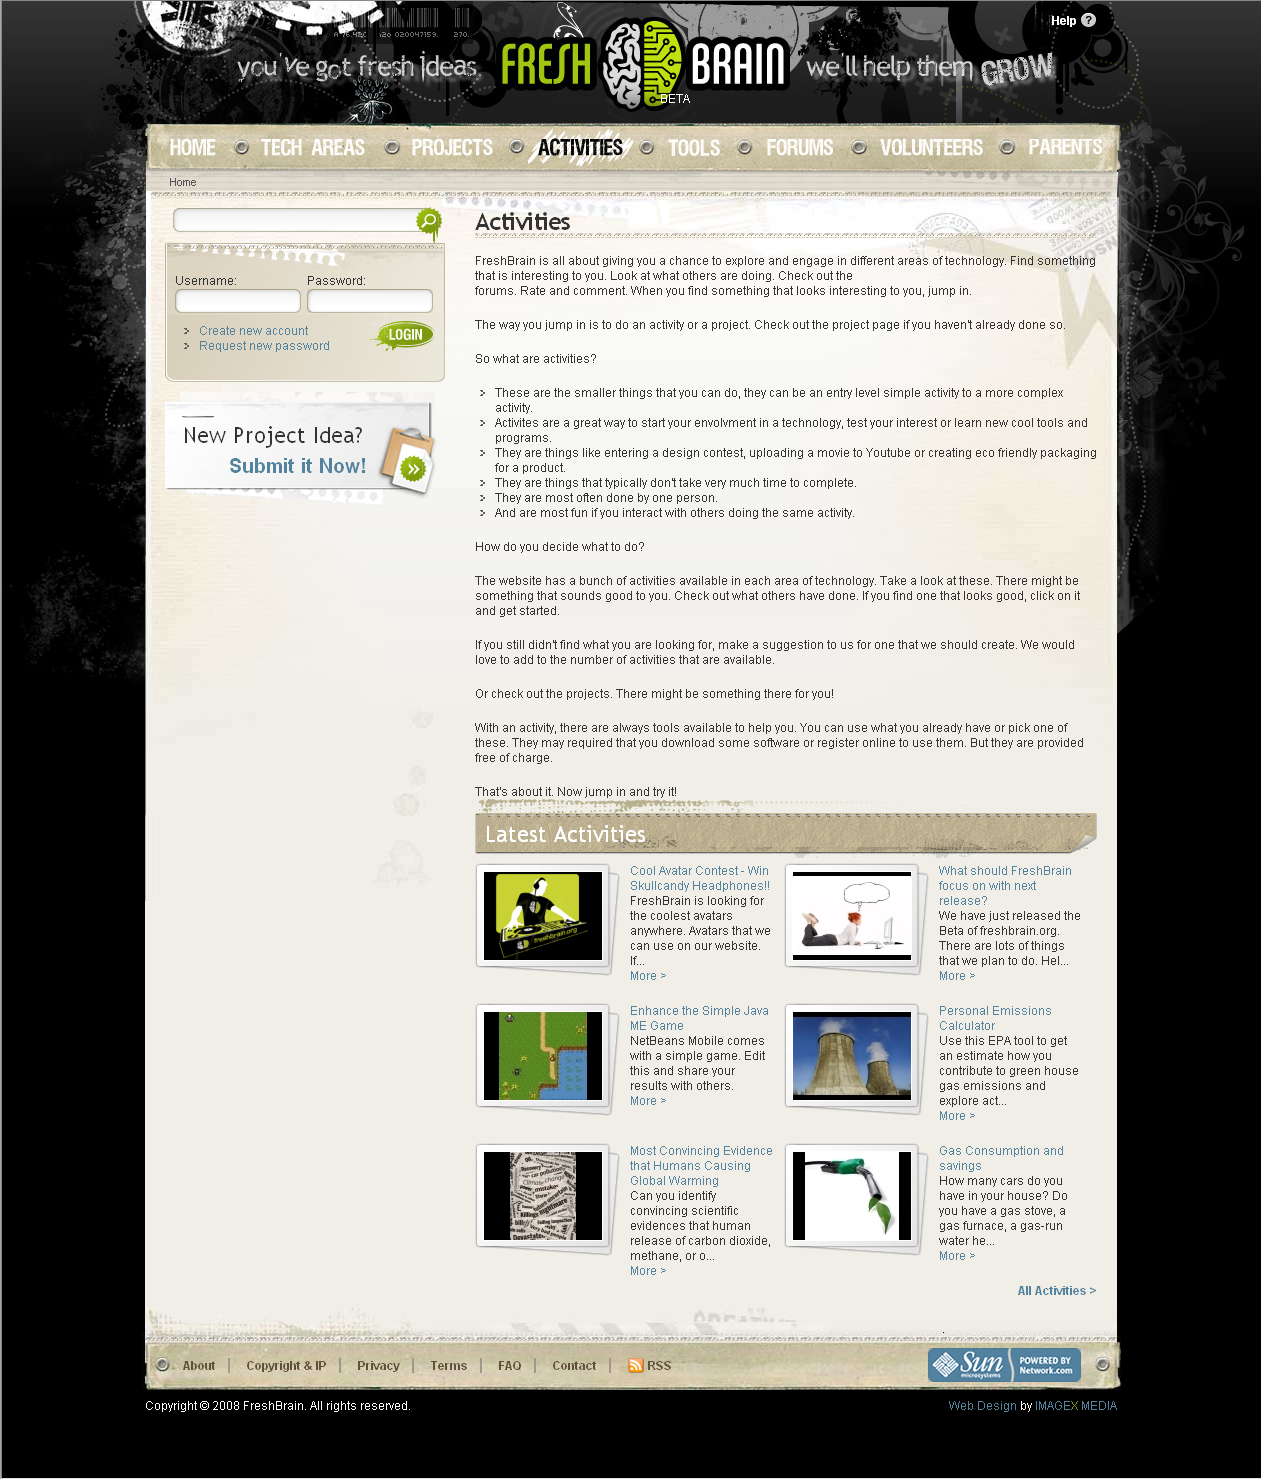 Help ?
you've got fresh ideas.
FRESH BRAIN
BETA
we'll help them GROW
HOME
TECH AREAS
PROJECTS
ACTIVITIES
TOOLS
FORUMS
VOLUNTEERS
PARENTS
Home
Username:
Password:
Create new account
Request new password
LOGIN
New Project Idea?
Submit it Now!
Activities
FreshBrain is all about giving you a chance to explore and engage in different areas of technology. Find something
that is interesting to you. Look at what others are doing. Check out the
forums. Rate and comment. When you find something that looks interesting to you, jump in.
The way you jump in is to do an activity or a project. Check out the project page if you haven't already done so.
So what are activities?
These are the smaller things that you can do, they can be an entry level simple activity to a more complex
activity.
Activites are a great way to start your envolvment in a technology, test your interest or learn new cool tools and
programs.
They are things like entering a design contest, uploading a movie to Youtube or creating eco friendly packaging
for a product.
They are things that typically don't take very much time to complete.
They are most often done by one person.
And are most fun if you interact with others doing the same activity.
How do you decide what to do?
The website has a bunch of activities available in each area of technology. Take a look at these. There might be
something that sounds good to you. Check out what others have done. If you find one that looks good, click on it
and get started.
If you still didn't find what you are looking for, make a suggestion to us for one that we should create. We would
love to add to the number of activities that are available.
Or check out the projects. There might be something there for you!
With an activity, there are always tools available to help you. You can use what you already have or pick one of
these. They may required that you download some software or register online to use them. But they are provided
free of charge.
That's about it. Now jump in and try it!
Latest Activities
freshbrain.org
Cool Avatar Contest - Win
Skullcandy Headphones!!
FreshBrain is looking for
the coolest avatars
anywhere. Avatars that we
can use on our website.
If...
More >
What should FreshBrain
focus on with next
release?
We have just released the
Beta of freshbrain.org.
There are lots of things
that we plan to do. Hel...
More >
Enhance the Simple Java
ME Game
NetBeans Mobile comes
with a simple game. Edit
this and share your
results with others.
More >
Personal Emissions
Calculator
Use this EPA tool to get
an estimate how you
contribute to green house
gas emissions and
explore act...
More >
Most Convincing Evidence
that Humans Causing
Global Warming
Can you identify
convincing scientific
evidences that human
release of carbon dioxide,
methane, or o...
More >
Gas Consumption and
savings
How many cars do you
have in your house? Do
you have a gas stove, a
gas furnace, a gas-run
water he...
More >
All Activities >
About | Copyright & IP | Privacy | Terms | FAQ | Contact | RSS
Sun
microsystems
POWERED BY
Network.com
Copyright © 2008 FreshBrain. All rights reserved.
Web Design by IMAGEX MEDIA